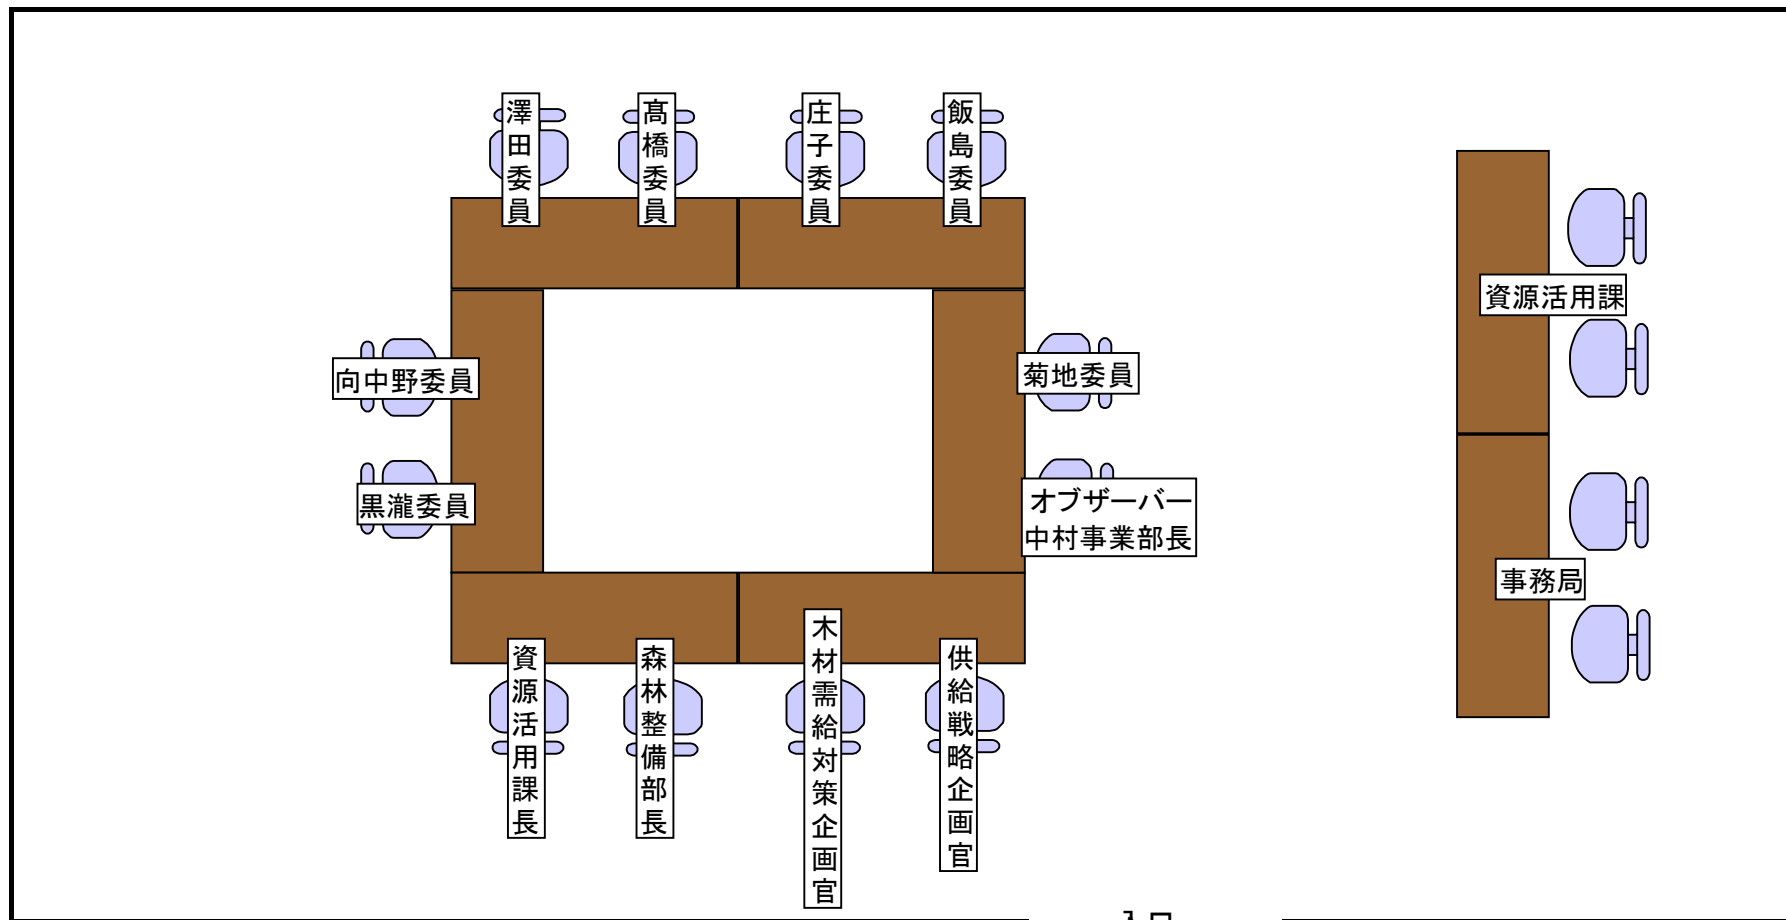 澤田委員
髙橋委員
庄子委員
飯島委員
資源活用課
向中野委員
菊地委員
黒瀧委員
オブザーバー
中村事業部長
事務局
資源活用課長
森林整備部長
木材需給対策企画官
供給戦略企画官